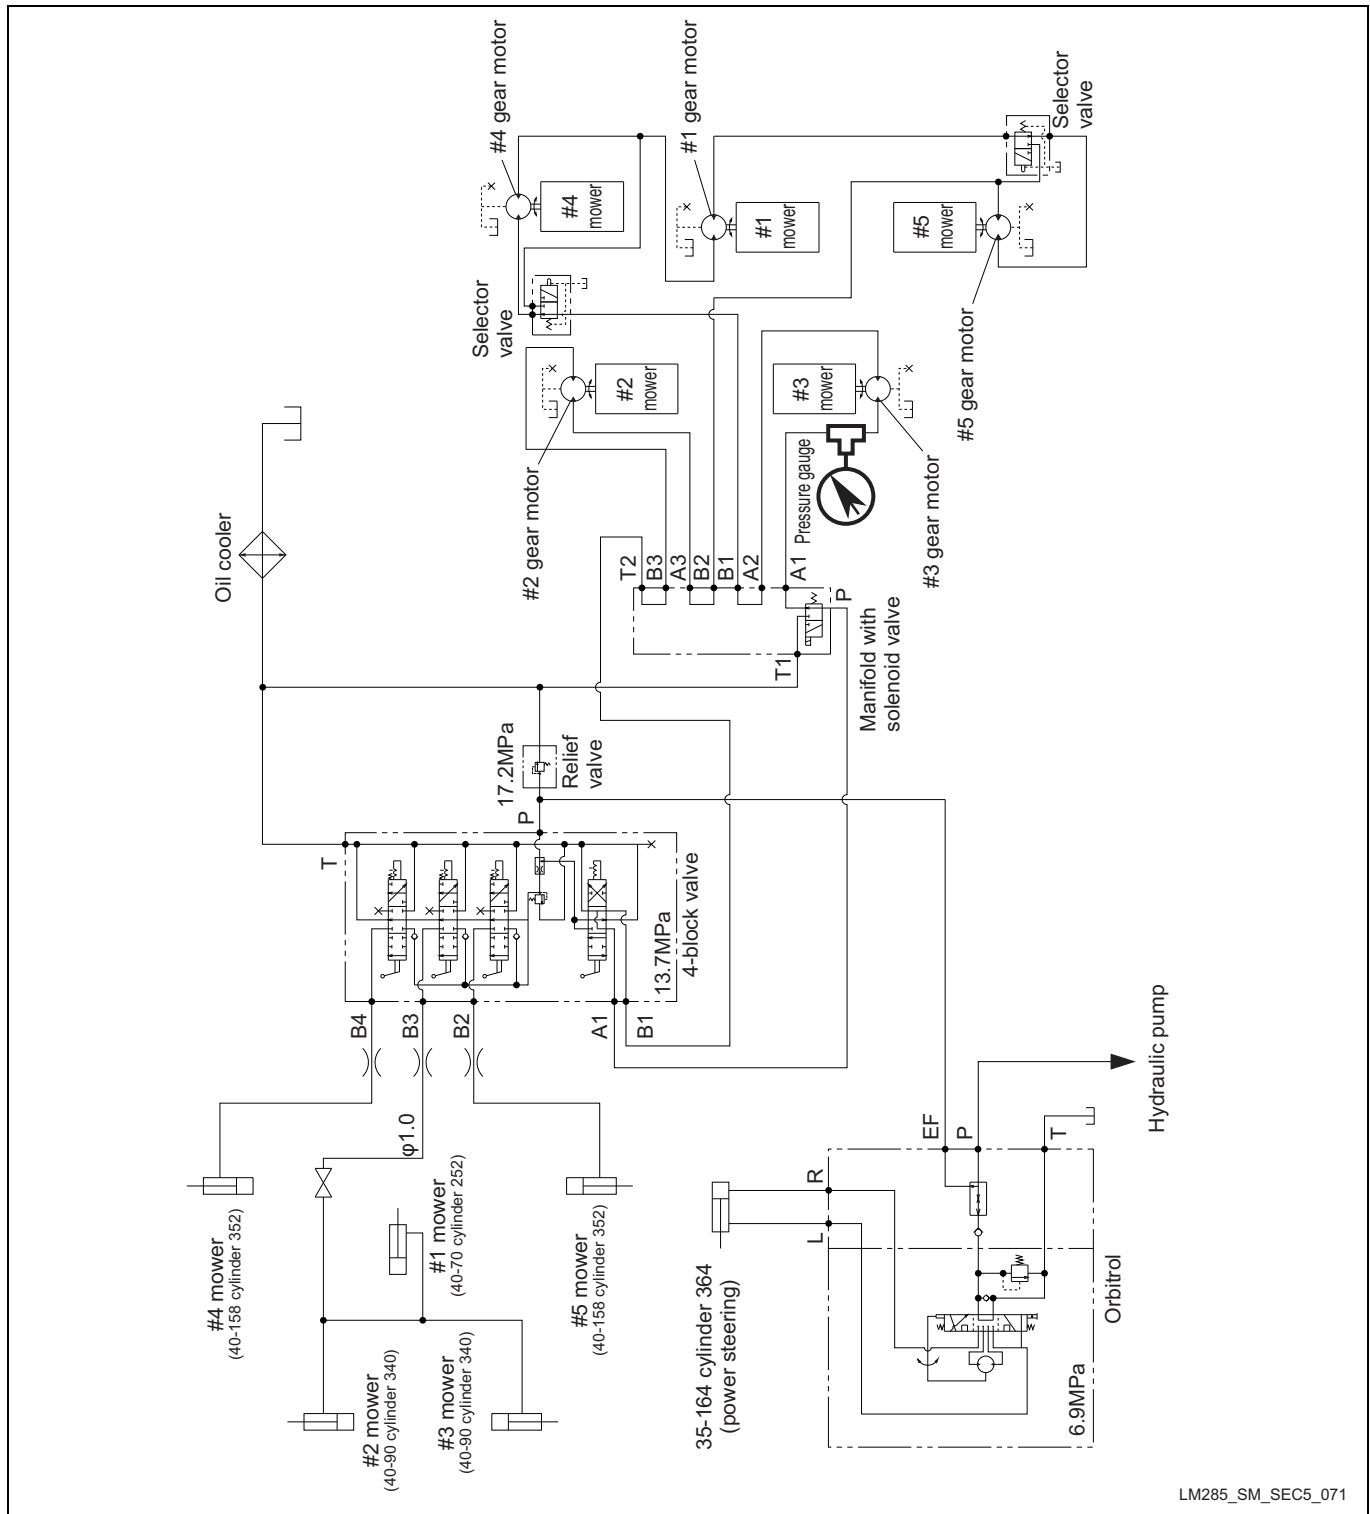 #4 gear motor
#1 gear motor
Selector
valve
#4
mower
#1
mower
#5
mower
Selector
valve
#2
mower
#3
mower
#5 gear motor
#2 gear motor
Pressure gauge
#3 gear motor
Oil cooler
T2
B3
A3
B2
B1
A2
A1
P
T1
Manifold with
solenoid valve
17.2MPa
Relief
valve
P
T
13.7MPa
4-block valve
B4
B3
B2
A1
B1
φ1.0
#4 mower
(40-158 cylinder 352)
#1 mower
(40-70 cylinder 252)
#5 mower
(40-158 cylinder 352)
#2 mower
(40-90 cylinder 340)
#3 mower
(40-90 cylinder 340)
35-164 cylinder 364
(power steering)
R
L
EF
P
T
Hydraulic pump
Orbitrol
6.9MPa
LM285_SM_SEC5_071